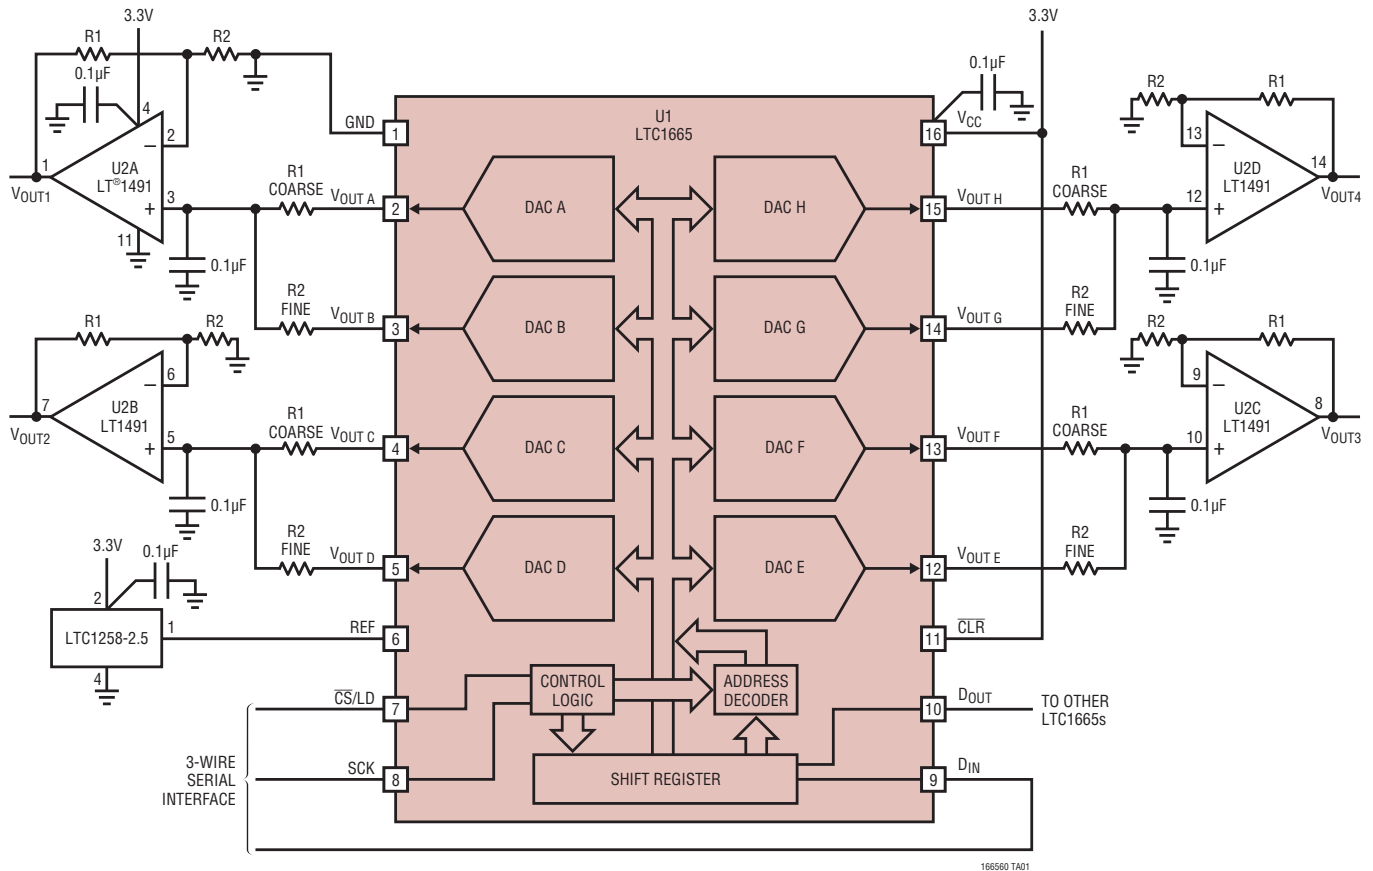 3.3V
R1
R2
0.1µF
4
2
−
U2A
LT®1491
1
3
+
11
VOUT1
0.1µF
GND
1
R1
COARSE
VOUT A
2
R2
FINE
VOUT B
3
R1
R2
6
−
U2B
LT1491
7
5
+
VOUT2
0.1µF
R1
COARSE
VOUT C
4
R2
FINE
VOUT D
5
3.3V
0.1µF
2
LTC1258-2.5
1
4
REF
6
CS/LD
7
3-WIRE
SERIAL
INTERFACE
SCK
8
U1
LTC1665
DAC A
DAC H
DAC B
DAC G
DAC C
DAC F
DAC D
DAC E
CONTROL
LOGIC
ADDRESS
DECODER
SHIFT REGISTER
3.3V
0.1µF
16
VCC
15
VOUT H
R1
COARSE
14
VOUT G
R2
FINE
R2
R1
13
−
U2D
LT1491
14
12
+
VOUT4
0.1µF
13
VOUT F
R1
COARSE
12
VOUT E
R2
FINE
R2
R1
9
−
U2C
LT1491
8
10
+
VOUT3
0.1µF
11
CLR
10
DOUT
TO OTHER
LTC1665s
9
DIN
166560 TA01